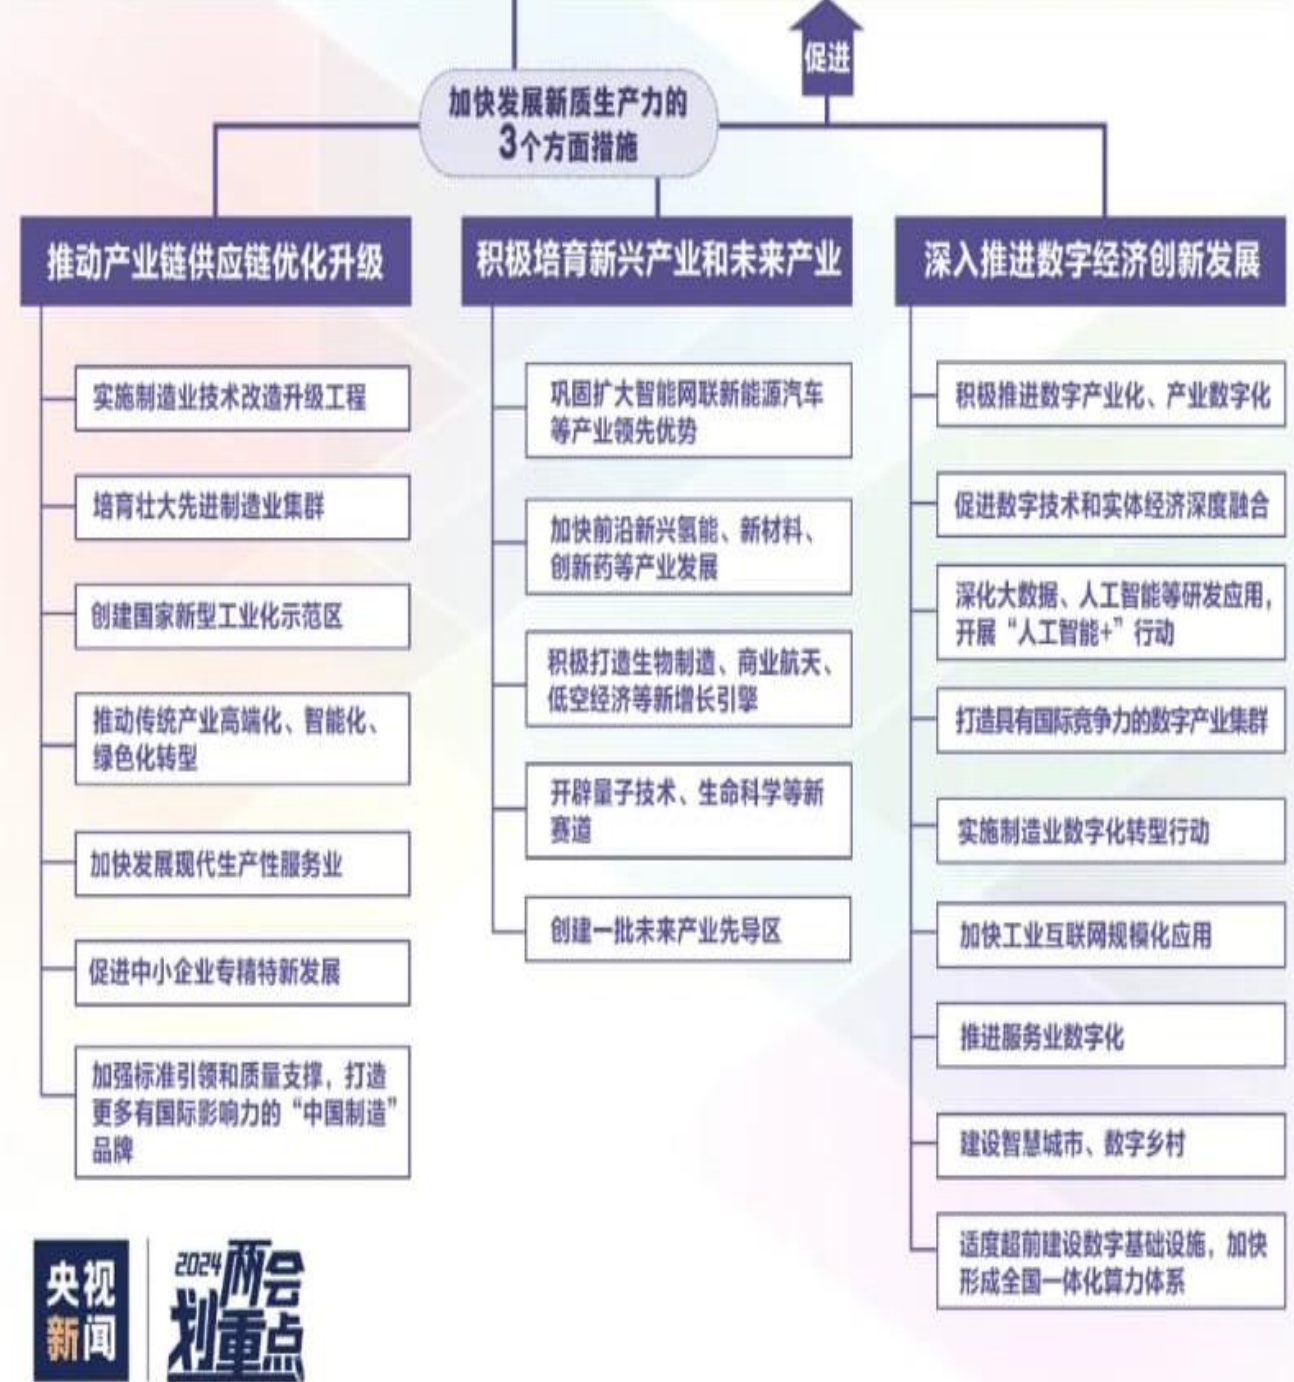 促进
加快发展新质生产力的
3个方面措施
推动产业链供应链优化升级
实施制造业技术改造升级工程
培育壮大先进制造业集群
创建国家新型工业化示范区
推动传统产业高端化、智能化、
绿色化转型
加快发展现代生产性服务业
促进中小企业专精特新发展
加强标准引领和质量支撑，打造
更多有国际影响力的“中国制造”
品牌
积极培育新兴产业和未来产业
巩固扩大智能网联新能源汽车
等产业领先优势
加快前沿新兴氢能、新材料、
创新药等产业发展
积极打造生物制造、商业航天、
低空经济等新增长引擎
开辟量子技术、生命科学等新
赛道
创建一批未来产业先导区
深入推进数字经济创新发展
积极推进数字产业化、产业数字化
促进数字技术和实体经济深度融合
深化大数据、人工智能等研发应用，
开展“人工智能+”行动
打造具有国际竞争力的数字产业集群
实施制造业数字化转型行动
加快工业互联网规模化应用
推进服务业数字化
建设智慧城市、数字乡村
适度超前建设数字基础设施，加快
形成全国一体化算力体系
央视
新闻
2024两会
划重点